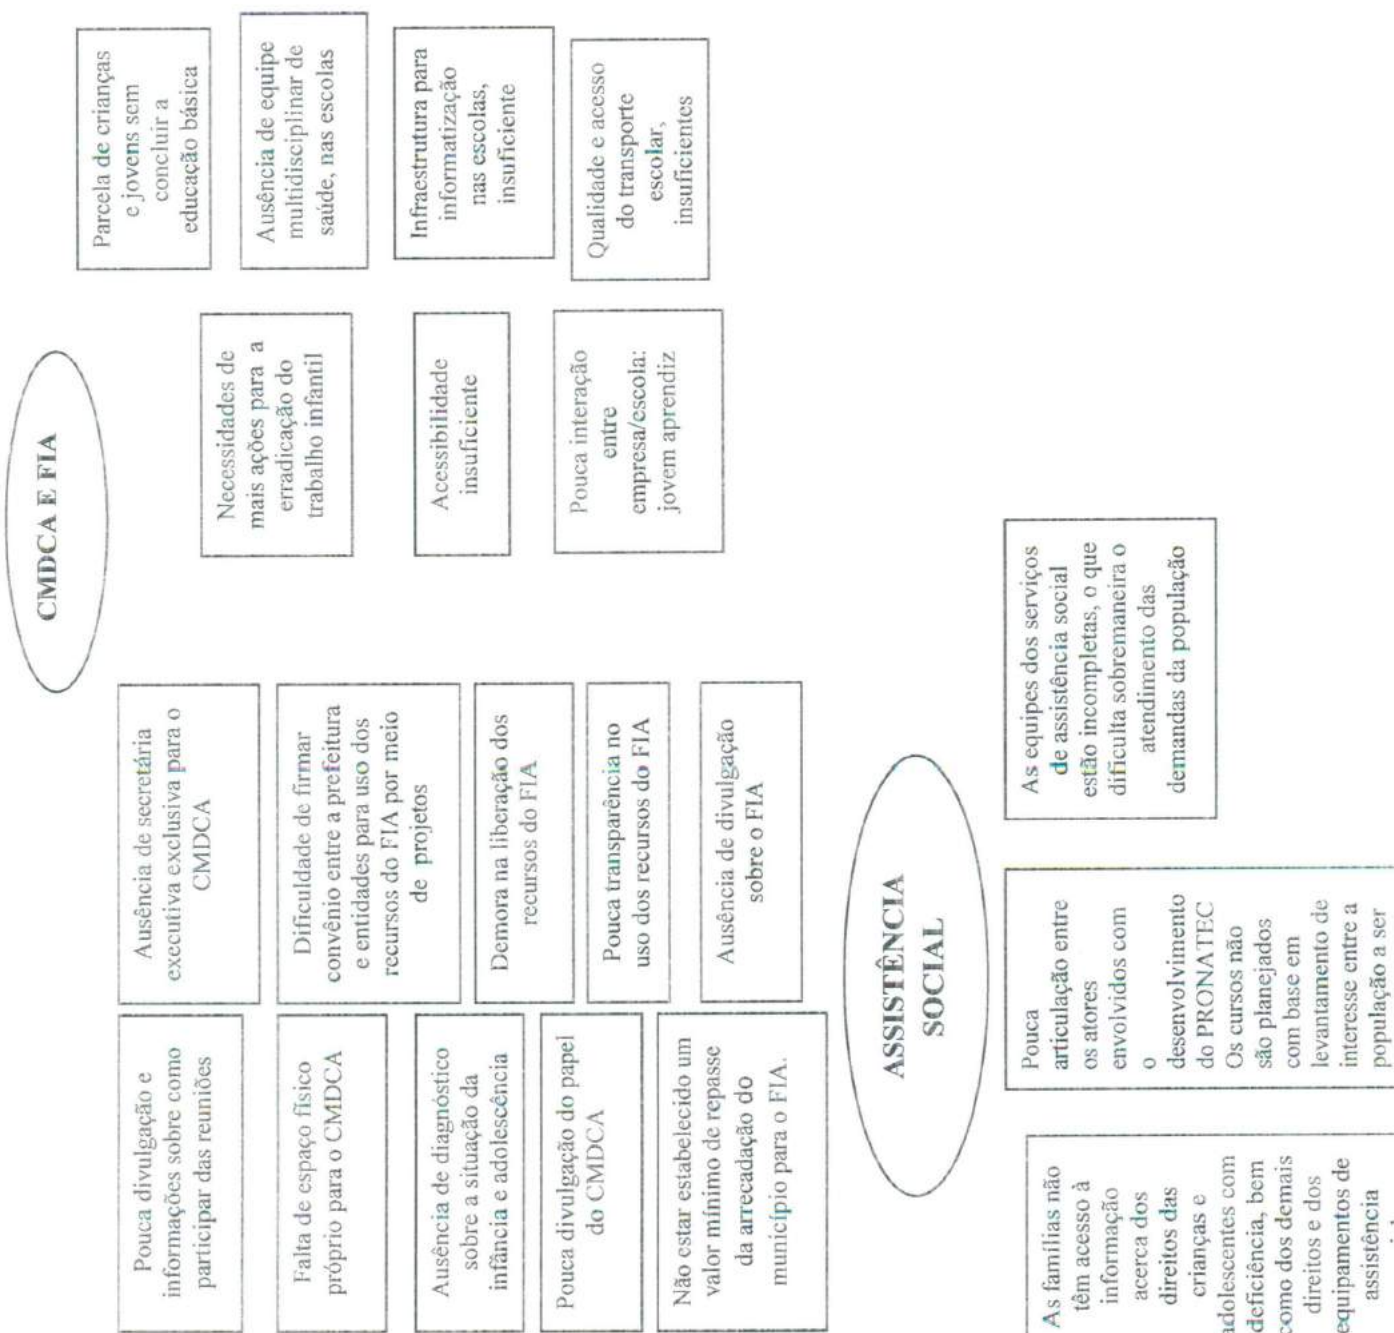 CMDCA E FIA
Pouca divulgação e
informações sobre como
participar das reuniões
Ausência de secretária
executiva exclusiva para o
CMDCA
Necessidades de
mais ações para a
erradicação do
trabalho infantil
Parcela de crianças
e jovens sem
concluir a
educação básica
Falta de espaço físico
próprio para o CMDCA
Dificuldade de firmar
convênio entre a prefeitura
e entidades para uso dos
recursos do FIA por meio
de projetos
Acessibilidade
insuficiente
Ausência de equipe
multidisciplinar de
saúde, nas escolas
Ausência de diagnóstico
sobre a situação da
infância e adolescência
Demora na liberação dos
recursos do FIA
Pouca interação
entre
empresa/escola:
jovem aprendiz
Infraestrutura para
informatização
nas escolas,
insuficiente
Pouca divulgação do papel
do CMDCA
Pouca transparência no
uso dos recursos do FIA
Qualidade e acesso
do transporte
escolar,
insuficientes
Não estar estabelecido um
valor mínimo de repasse
da arrecadação do
município para o FIA.
Ausência de divulgação
sobre o FIA
ASSISTÊNCIA
SOCIAL
As famílias não
têm acesso à
informação
acerca dos
direitos das
crianças e
adolescentes com
deficiência, bem
como dos demais
direitos e dos
equipamentos de
assistência
Pouca
articulação entre
os atores
envolvidos com
o
desenvolvimento
do PRONATEC
Os cursos não
são planejados
com base em
levantamento de
interesse entre a
população a ser
As equipes dos serviços
de assistência social
estão incompletas, o que
dificulta sobremaneira o
atendimento das
demandas da população